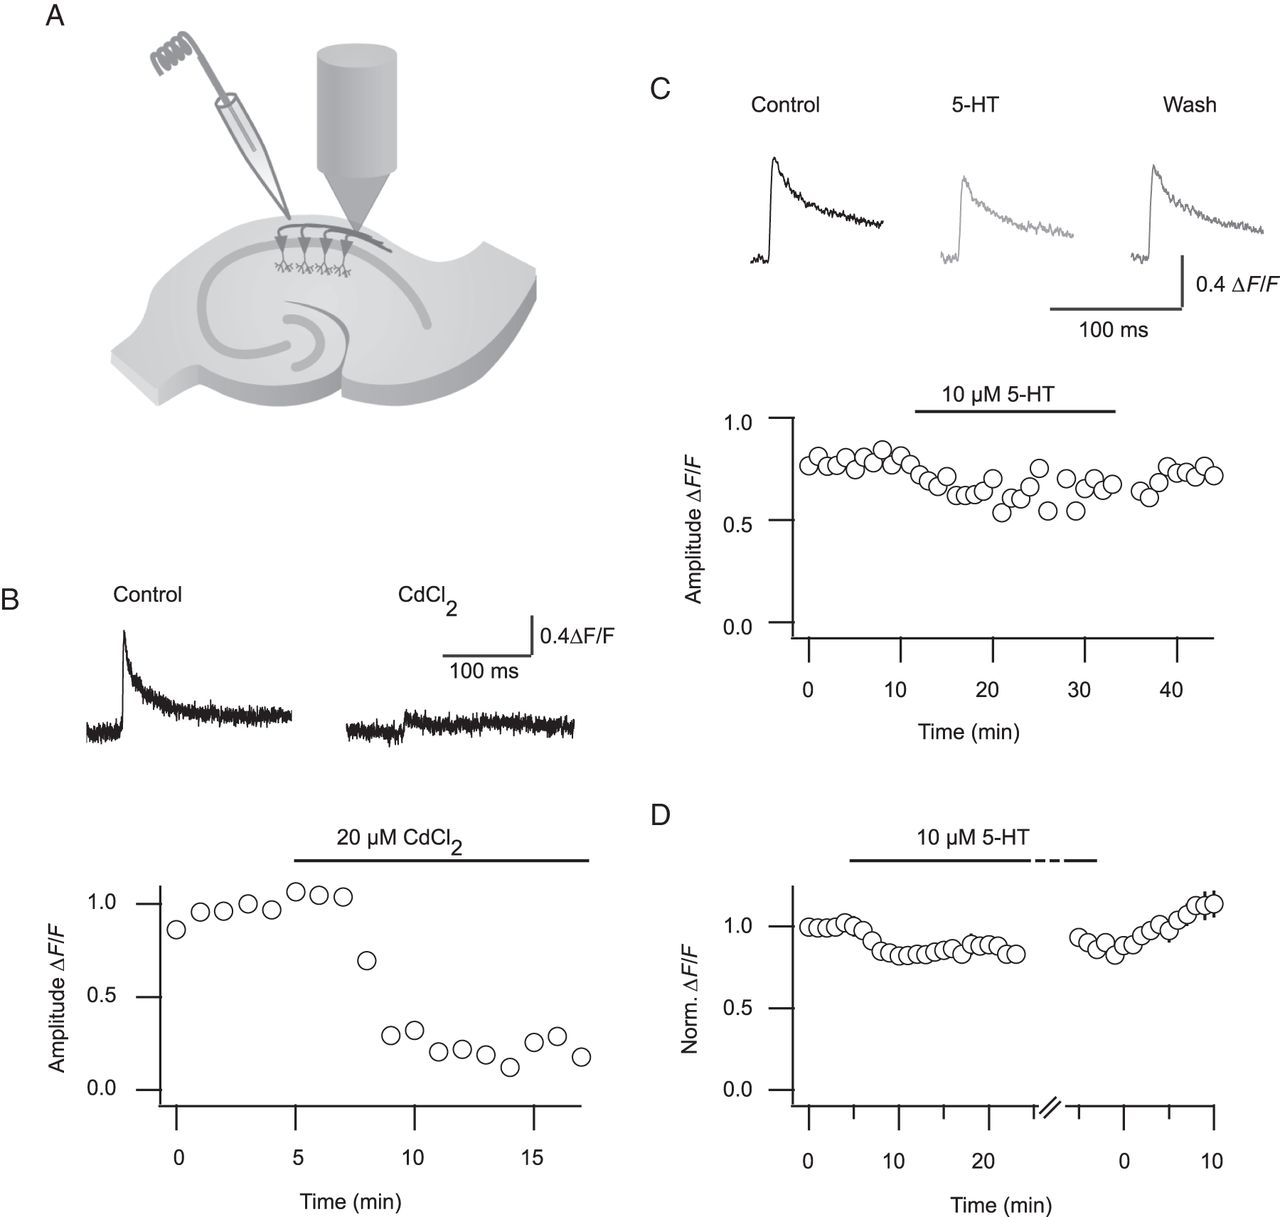 A
B
Control
CdCl2
0.4ΔF/F
100 ms
20 µM CdCl2
Amplitude ΔF/F
1.0
0.5
0.0
0 5 10 15
Time (min)
C
Control 5-HT Wash
0.4 ΔF/F
100 ms
10 µM 5-HT
Amplitude ΔF/F
1.0
0.5
0.0
0 10 20 30 40
Time (min)
D
10 µM 5-HT
Norm. ΔF/F
1.0
0.5
0.0
0 10 20 0 10
Time (min)